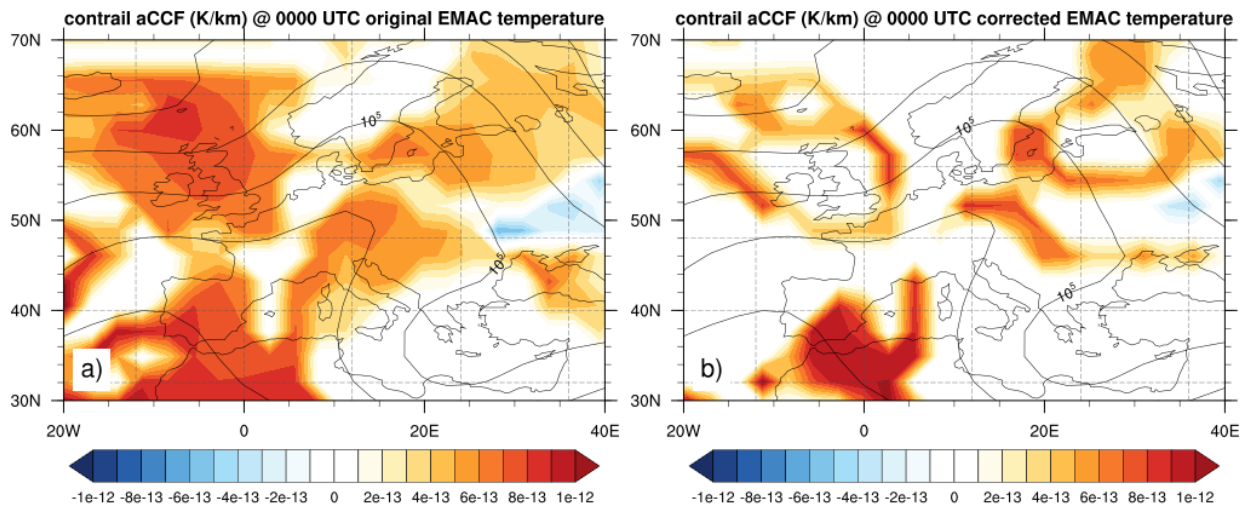 contrail aCCF (K/km) @ 0000 UTC original EMAC temperature
70N
60N
50N
40N
30N
20W 0 20E 40E
10⁵
10⁵
a)
-1e-12 -8e-13 -6e-13 -4e-13 -2e-13 0 2e-13 4e-13 6e-13 8e-13 1e-12
contrail aCCF (K/km) @ 0000 UTC corrected EMAC temperature
70N
60N
50N
40N
30N
20W 0 20E 40E
10⁵
10⁵
b)
-1e-12 -8e-13 -6e-13 -4e-13 -2e-13 0 2e-13 4e-13 6e-13 8e-13 1e-12